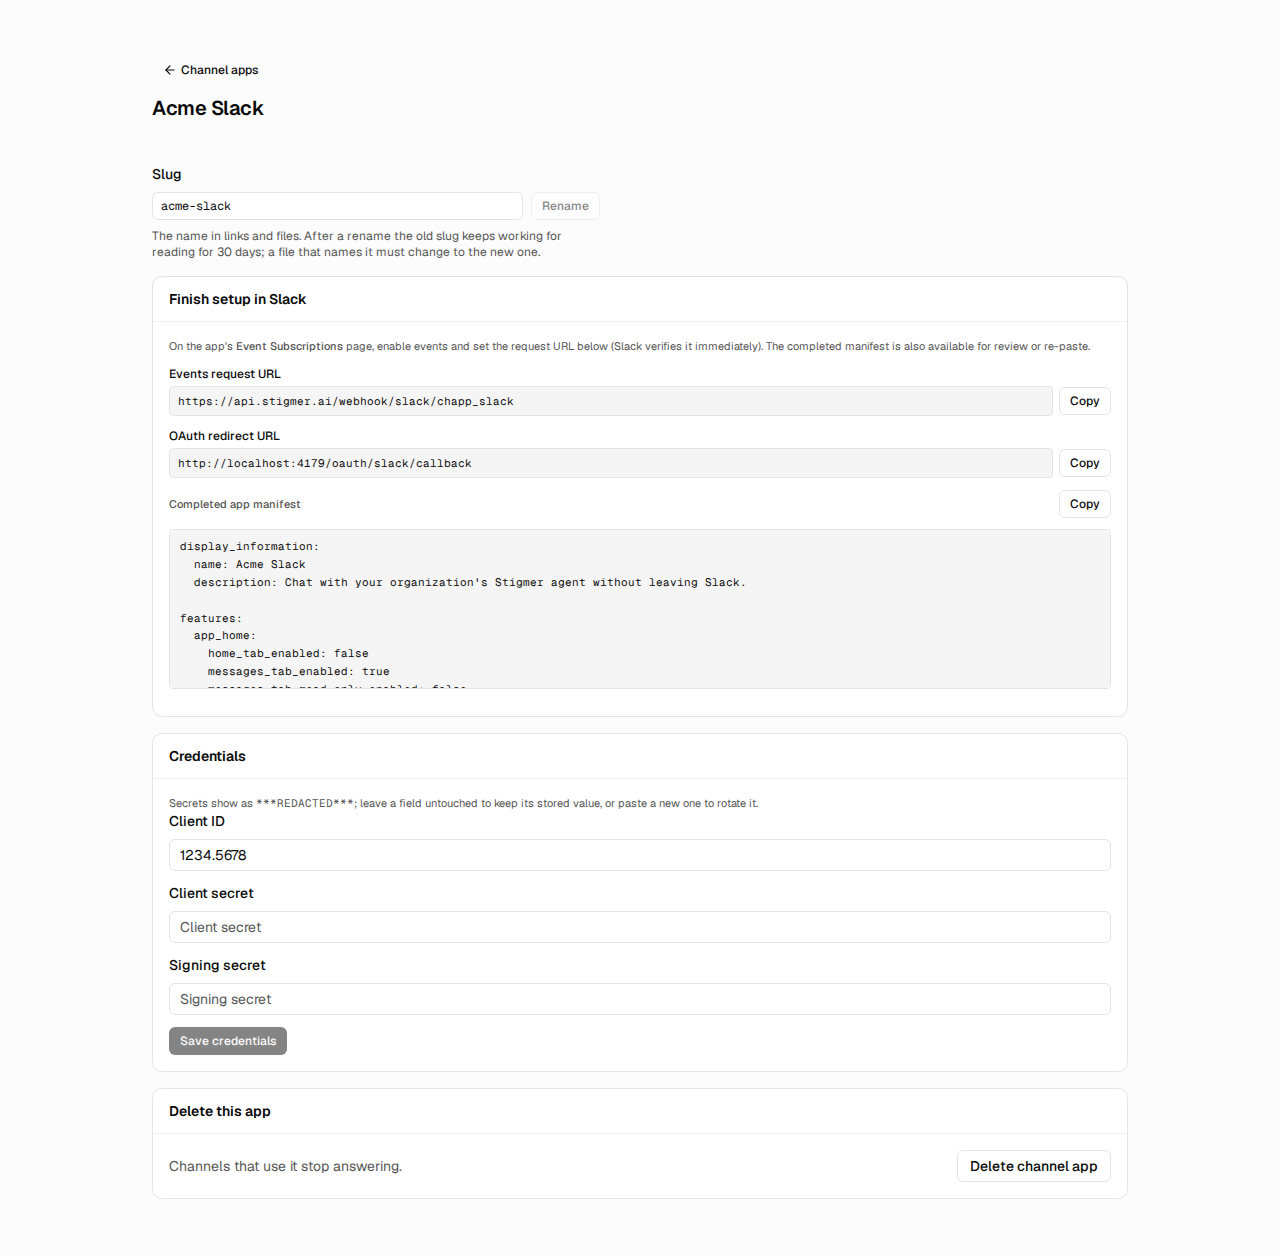 Channel apps
Acme Slack
Slug
acme-slack
Rename
The name in links and files. After a rename the old slug keeps working for
reading for 30 days; a file that names it must change to the new one.
Finish setup in Slack
On the app's Event Subscriptions page, enable events and set the request URL below (Slack verifies it immediately). The completed manifest is also available for review or re-paste.
Events request URL
https://api.stigmer.ai/webhook/slack/chapp_slack
Copy
OAuth redirect URL
http://localhost:4179/oauth/slack/callback
Copy
Completed app manifest
Copy
display_information:
  name: Acme Slack
  description: Chat with your organization's Stigmer agent without leaving Slack.
features:
  app_home:
    home_tab_enabled: false
    messages_tab_enabled: true
    messages_tab_read_only_enabled: false
Credentials
Secrets show as ***REDACTED***; leave a field untouched to keep its stored value, or paste a new one to rotate it.
Client ID
1234.5678
Client secret
Client secret
Signing secret
Signing secret
Save credentials
Delete this app
Channels that use it stop answering.
Delete channel app